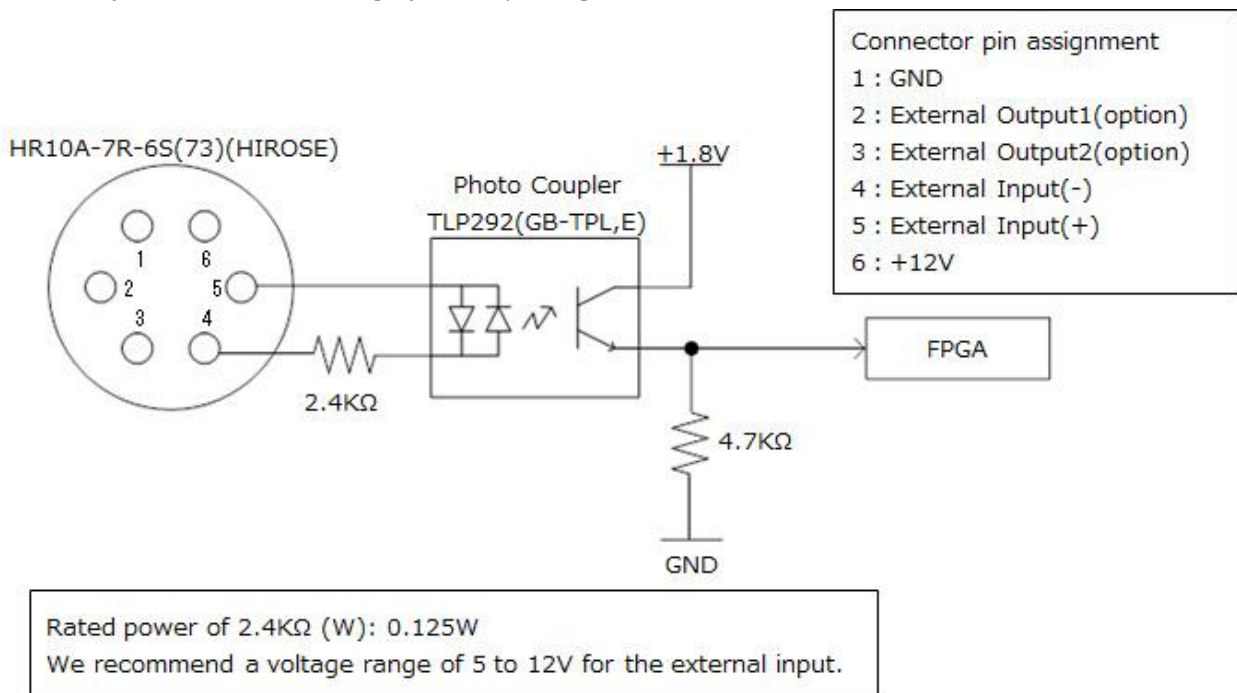 Connector pin assignment
1 : GND
2 : External Output1(option)
3 : External Output2(option)
4 : External Input(-)
5 : External Input(+)
6 : +12V
HR10A-7R-6S(73)(HIROSE)
+1.8V
Photo Coupler
TLP292(GB-TPL,E)
1
6
2
5
3
4
FPGA
2.4KΩ
4.7KΩ
GND
Rated power of 2.4KΩ (W): 0.125W
We recommend a voltage range of 5 to 12V for the external input.